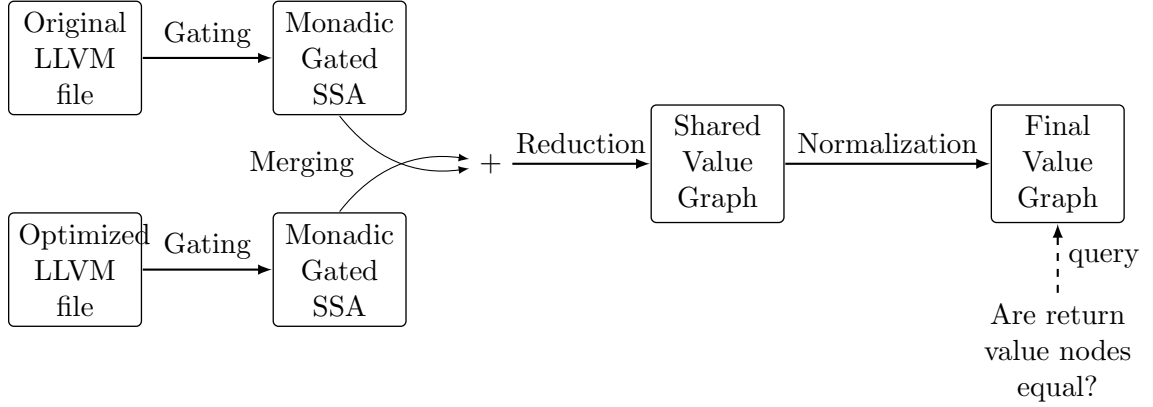 Original
LLVM
file
Gating
Monadic
Gated
SSA
Merging
Optimized
LLVM
file
Gating
Monadic
Gated
SSA
+
Reduction
Shared
Value
Graph
Normalization
Final
Value
Graph
query
Are return
value nodes
equal?